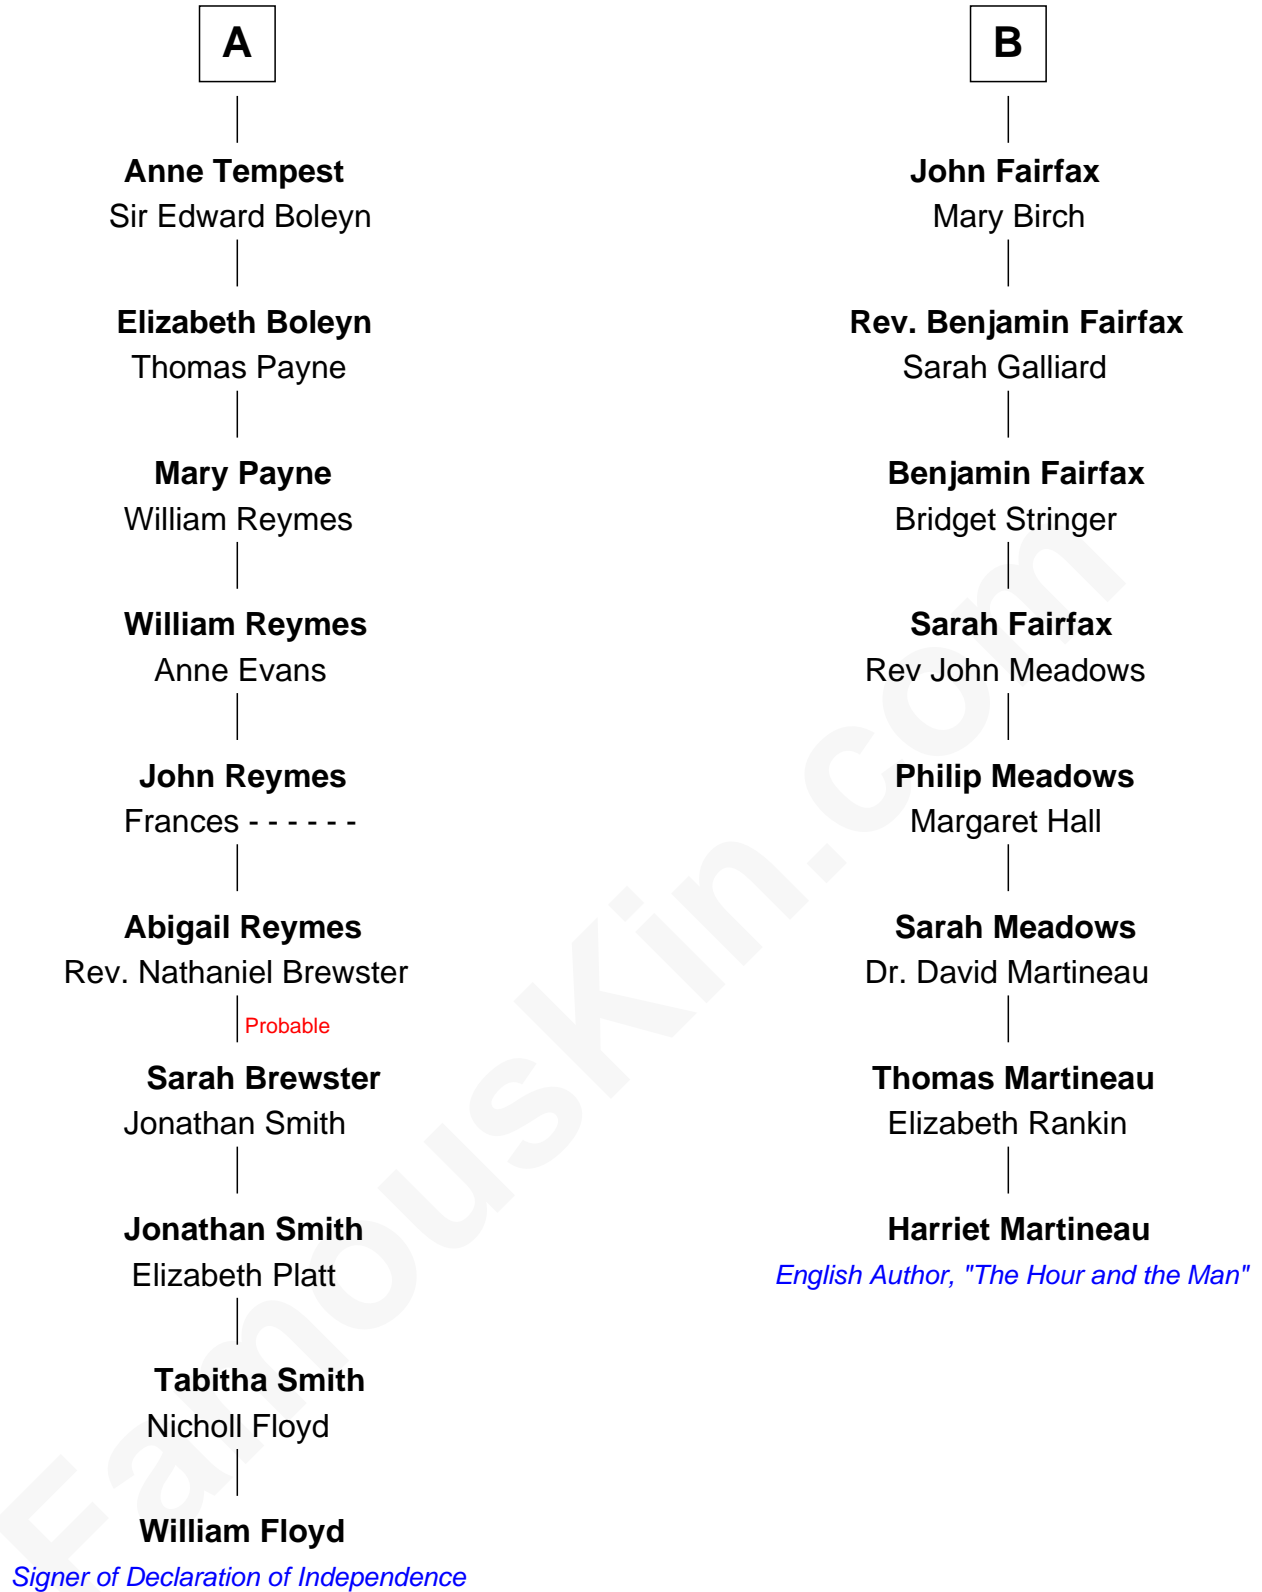 A
Anne Tempest
Sir Edward Boleyn
Elizabeth Boleyn
Thomas Payne
Mary Payne
William Reymes
William Reymes
Anne Evans
John Reymes
Frances - - - - - -
Abigail Reymes
Rev. Nathaniel Brewster
Probable
Sarah Brewster
Jonathan Smith
Jonathan Smith
Elizabeth Platt
Tabitha Smith
Nicholl Floyd
William Floyd
Signer of Declaration of Independence
B
John Fairfax
Mary Birch
Rev. Benjamin Fairfax
Sarah Galliard
Benjamin Fairfax
Bridget Stringer
Sarah Fairfax
Rev John Meadows
Philip Meadows
Margaret Hall
Sarah Meadows
Dr. David Martineau
Thomas Martineau
Elizabeth Rankin
Harriet Martineau
English Author, "The Hour and the Man"
FamousKin.com